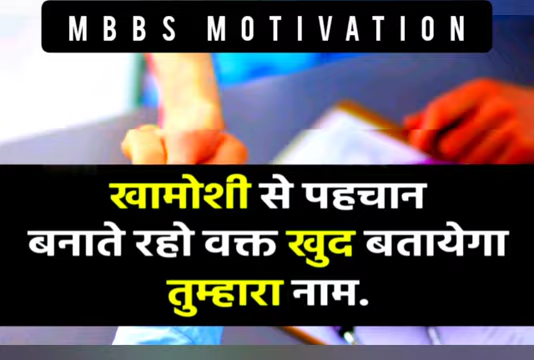 MBBS MOTIVATION
खामोशी से पहचान
बनाते रहो वक्त खुद बतायेगा
तुम्हारा नाम.